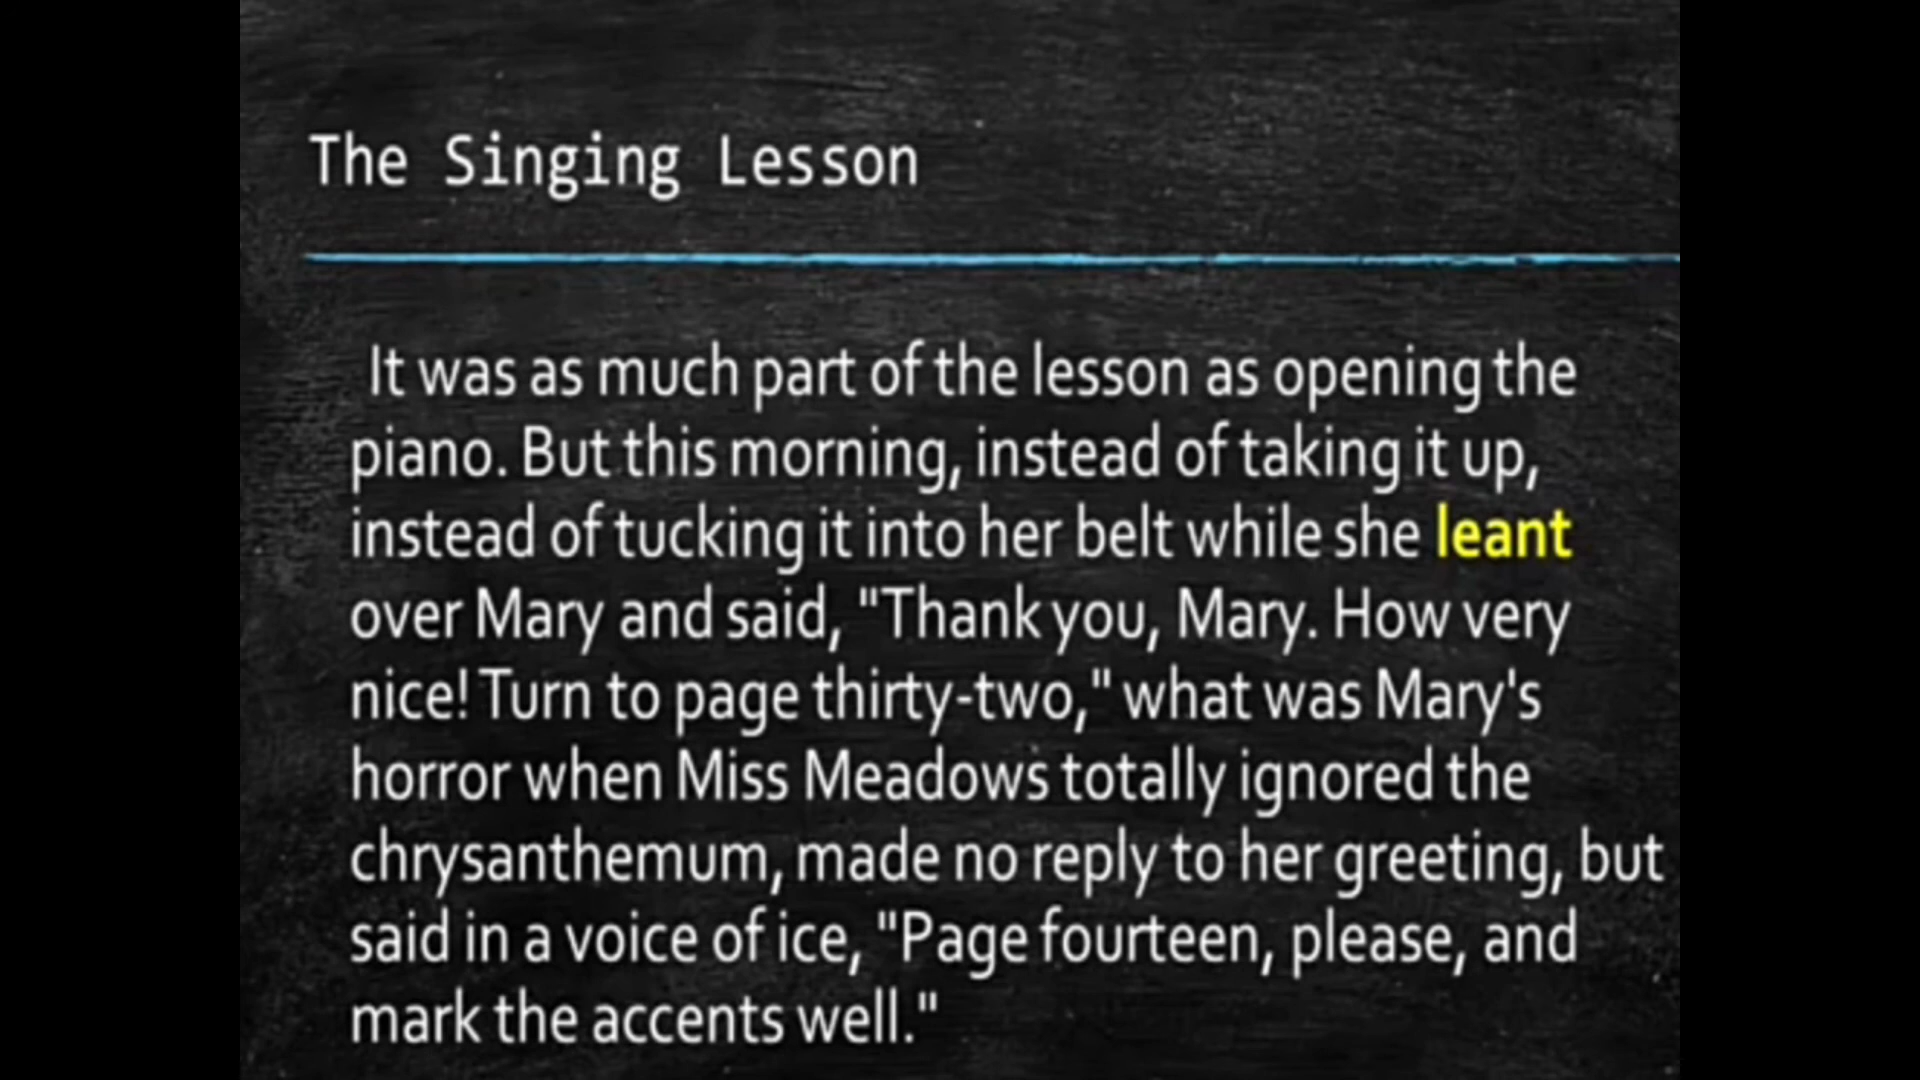 The Singing Lesson
It was as much part of the lesson as opening the
piano. But this morning, instead of taking it up,
instead of tucking it into her belt while she leant
over Mary and said, "Thank you, Mary. How very
nice! Turn to page thirty-two," what was Mary's
horror when Miss Meadows totally ignored the
chrysanthemum, made no reply to her greeting, but
said in a voice of ice, "Page fourteen, please, and
mark the accents well."